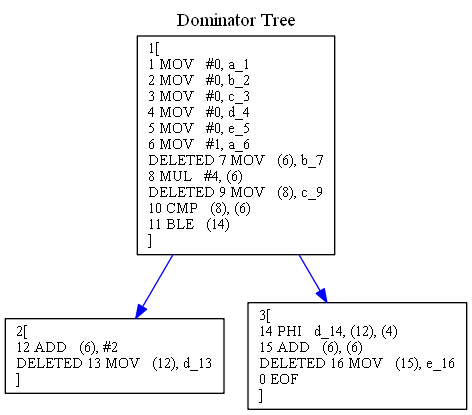 Dominator Tree
1[
1 MOV #0, a_1
2 MOV #0, b_2
3 MOV #0, c_3
4 MOV #0, d_4
5 MOV #0, e_5
6 MOV #1, a_6
DELETED 7 MOV (6), b_7
8 MUL #4, (6)
DELETED 9 MOV (8), c_9
10 CMP (8), (6)
11 BLE (14)
]
2[
12 ADD (6), #2
DELETED 13 MOV (12), d_13
]
3[
14 PHI d_14, (12), (4)
15 ADD (6), (6)
DELETED 16 MOV (15), e_16
0 EOF
]